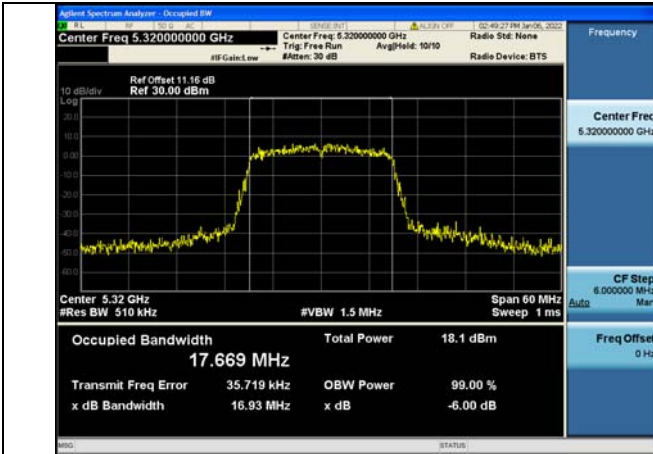 Agilent Spectrum Analyzer - Occupied BW
RL RF 50 Ω AC SENSE:INT ALIGN OFF 02:49:27 PM Jan 06, 2022
Center Freq 5.320000000 GHz
Center Freq: 5.320000000 GHz
Radio Std: None
Trig: Free Run Avg|Hold: 10/10
#IFGain:Low #Atten: 30 dB Radio Device: BTS
Ref Offset 11.16 dB
10 dB/div Ref 30.00 dBm
Log
20.0
10.0
0.00
-10.0
-20.0
-30.0
-40.0
-50.0
-60.0
Center 5.32 GHz Span 60 MHz
#Res BW 510 kHz #VBW 1.5 MHz Sweep 1 ms
Occupied Bandwidth Total Power 18.1 dBm
17.669 MHz
Transmit Freq Error 35.719 kHz OBW Power 99.00 %
x dB Bandwidth 16.93 MHz x dB -6.00 dB
MSG STATUS
Frequency
Center Freq
5.320000000 GHz
CF Step
6.000000 MHz
Auto Man
Freq Offset
0 Hz